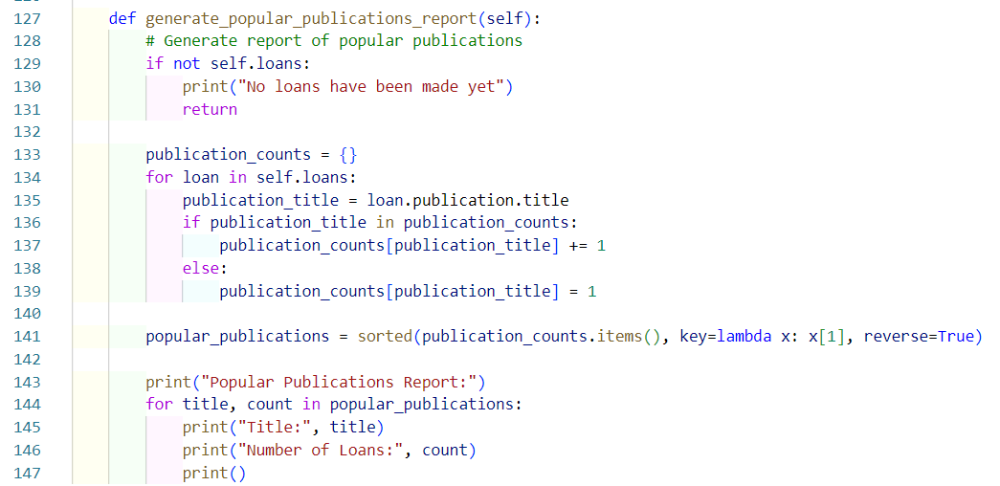 127 def generate_popular_publications_report(self):
128 # Generate report of popular publications
129 if not self.loans:
130 print("No loans have been made yet")
131 return
132
133 publication_counts = {}
134 for loan in self.loans:
135 publication_title = loan.publication.title
136 if publication_title in publication_counts:
137 publication_counts[publication_title] += 1
138 else:
139 publication_counts[publication_title] = 1
140
141 popular_publications = sorted(publication_counts.items(), key=lambda x: x[1], reverse=True)
142
143 print("Popular Publications Report:")
144 for title, count in popular_publications:
145 print("Title:", title)
146 print("Number of Loans:", count)
147 print()